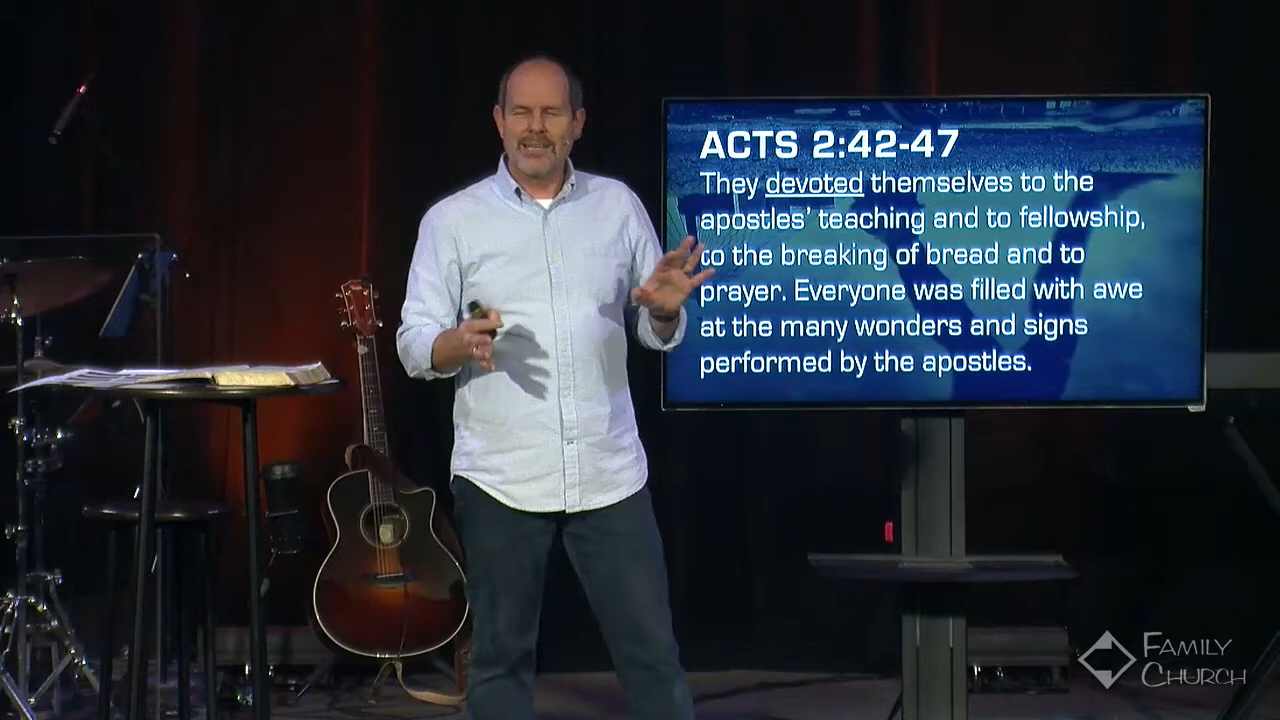 ACTS 2:42-47
They devoted themselves to the
apostles' teaching and to fellowship,
to the breaking of bread and to
prayer. Everyone was filled with awe
at the many wonders and signs
performed by the apostles.
FAMILY
CHURCH